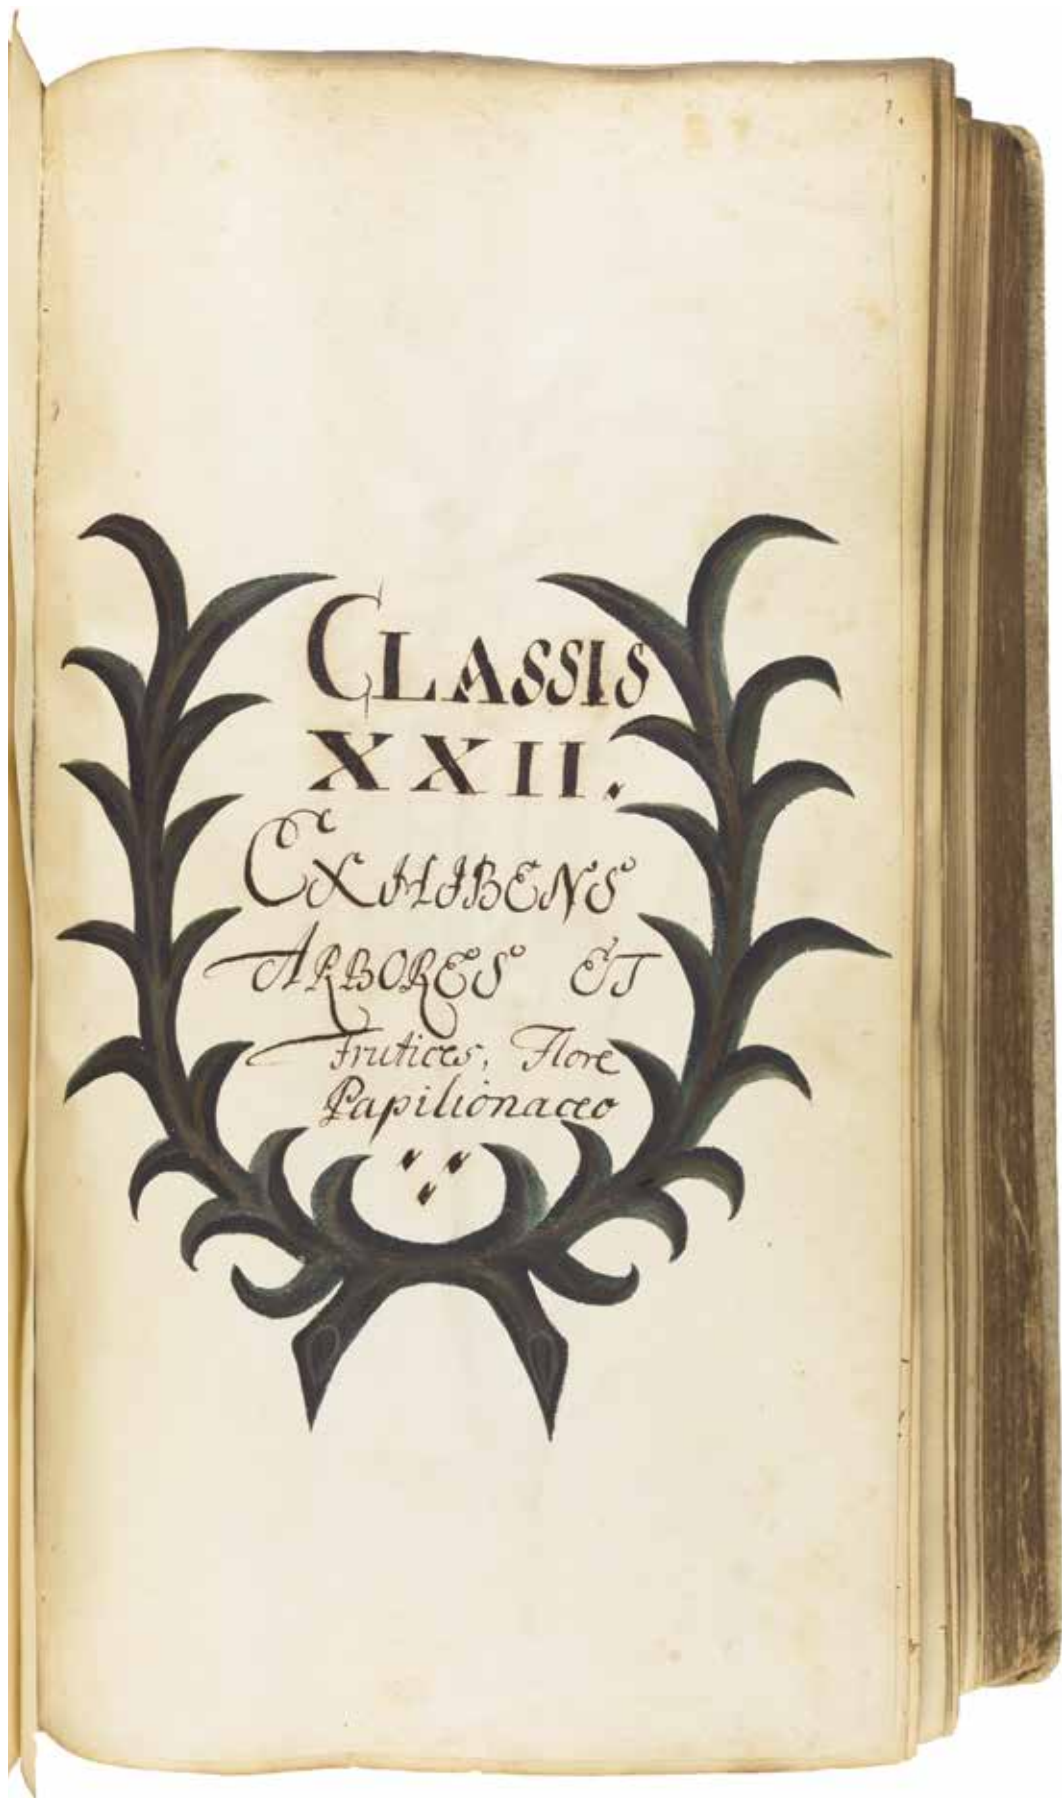 CLASSIS
XXII.
EXHIBENS
ARBORES ET
Frutices, Flore
Papilionaceo